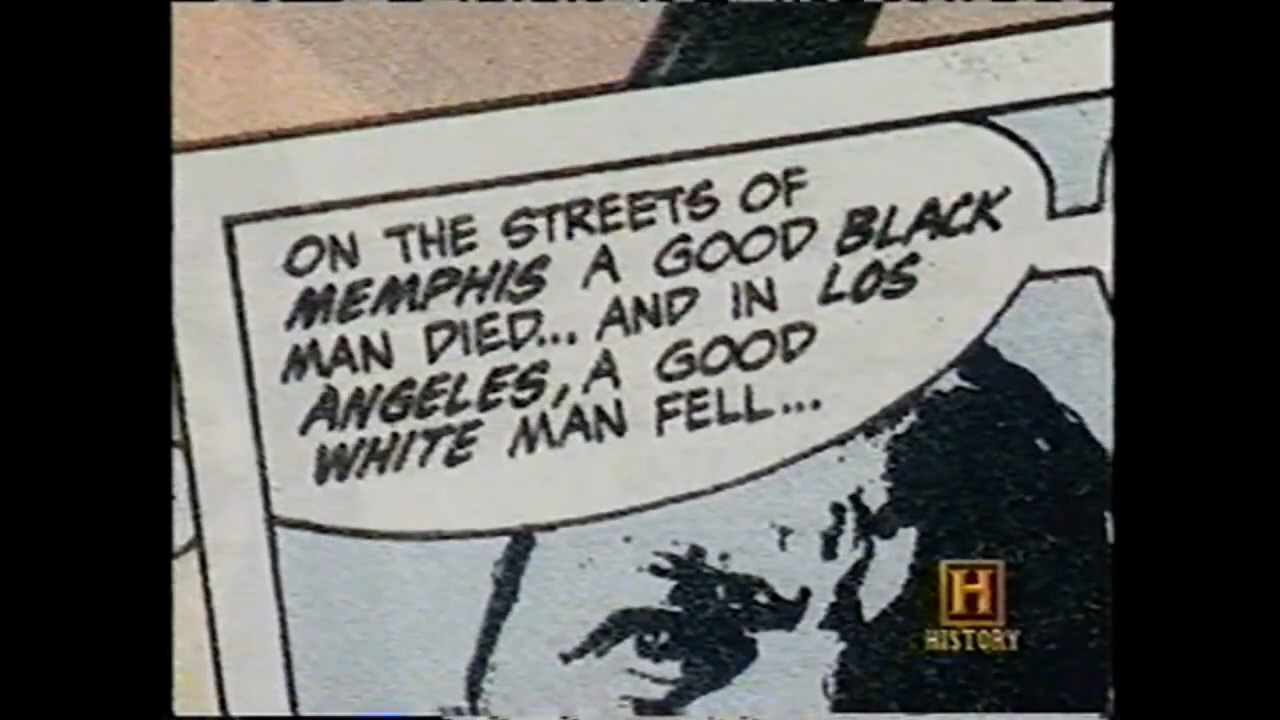 ON THE STREETS OF
MEMPHIS A GOOD BLACK
MAN DIED... AND IN LOS
ANGELES, A GOOD
WHITE MAN FELL...
H
HISTORY